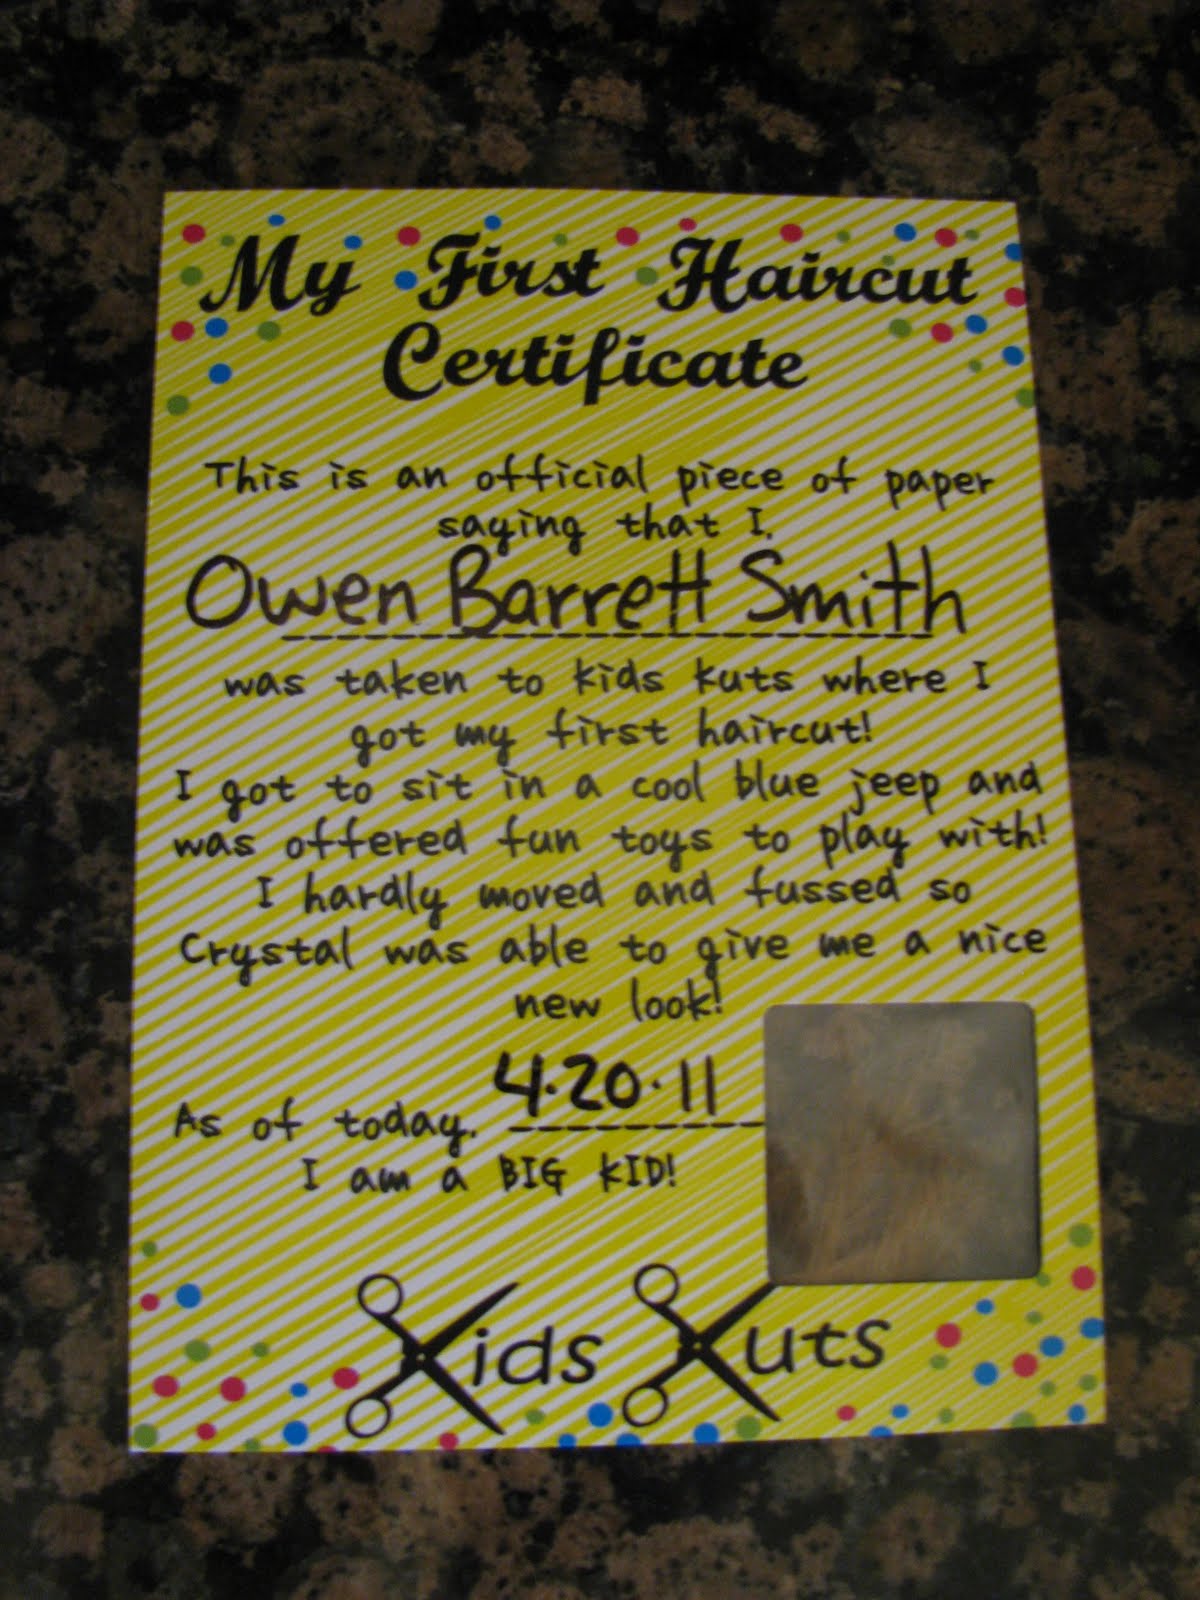 My First Haircut
Certificate
This is an official piece of paper
saying that I,
Owen Barrett Smith
was taken to kids kuts where I
got my first haircut!
I got to sit in a cool blue jeep and
was offered fun toys to play with!
I hardly moved and fussed so
Crystal was able to give me a nice
new look!
As of today, 4.20.11
I am a BIG KID!
Kids Kuts